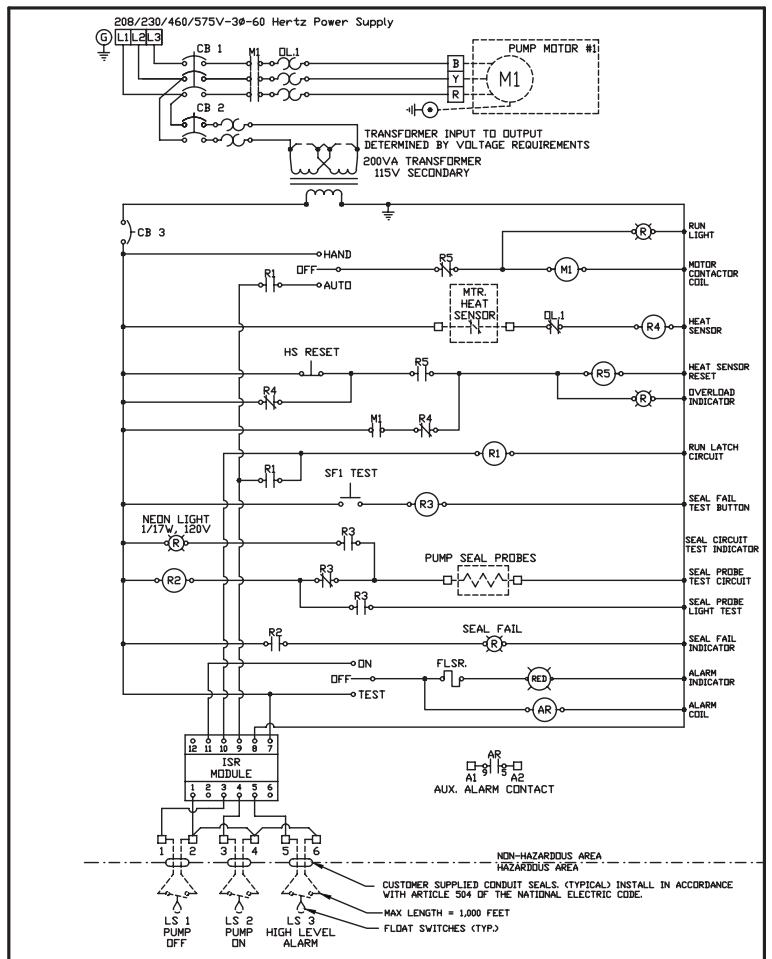 208/230/460/575V-3Ø-60 Hertz Power Supply
G L1 L2 L3
CB 1
M1
OL.1
PUMP MOTOR #1
B
Y
R
M1
CB 2
TRANSFORMER INPUT TO OUTPUT
DETERMINED BY VOLTAGE REQUIREMENTS
200VA TRANSFORMER
115V SECONDARY
CB 3
R
RUN
LIGHT
HAND
OFF
AUTO
R1
R5
M1
MOTOR
CONTACTOR
COIL
MTR.
HEAT
SENSOR
OL.1
R4
HEAT
SENSOR
HS RESET
R5
R5
HEAT SENSOR
RESET
R4
R
OVERLOAD
INDICATOR
M1
R4
R1
RUN LATCH
CIRCUIT
R1
SF1 TEST
R3
SEAL FAIL
TEST BUTTON
NEON LIGHT
1/17W, 120V
R
R3
SEAL CIRCUIT
TEST INDICATOR
PUMP SEAL PROBES
R2
R3
SEAL PROBE
TEST CIRCUIT
R3
SEAL PROBE
LIGHT TEST
R2
SEAL FAIL
R
SEAL FAIL
INDICATOR
ON
OFF
TEST
FLSR.
RED
ALARM
INDICATOR
AR
ALARM
COIL
12 11 10 9 8 7
ISR
MODULE
1 2 3 4 5 6
AR
A1 9 5 A2
AUX. ALARM CONTACT
1 2 3 4 5 6
NON-HAZARDOUS AREA
HAZARDOUS AREA
CUSTOMER SUPPLIED CONDUIT SEALS. (TYPICAL) INSTALL IN ACCORDANCE
WITH ARTICLE 504 OF THE NATIONAL ELECTRIC CODE.
MAX LENGTH = 1,000 FEET
FLOAT SWITCHES (TYP.)
LS 1
PUMP
OFF
LS 2
PUMP
ON
LS 3
HIGH LEVEL
ALARM